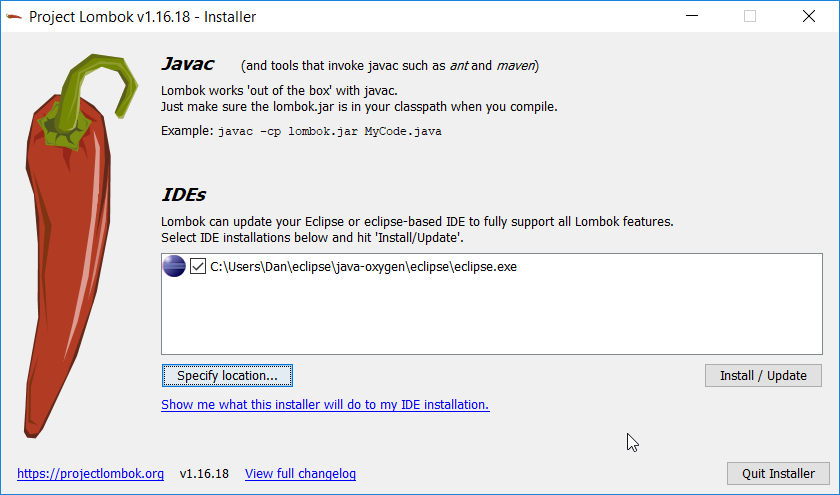 Project Lombok v1.16.18 - Installer
Javac (and tools that invoke javac such as ant and maven)
Lombok works 'out of the box' with javac.
Just make sure the lombok.jar is in your classpath when you compile.
Example: javac -cp lombok.jar MyCode.java
IDEs
Lombok can update your Eclipse or eclipse-based IDE to fully support all Lombok features.
Select IDE installations below and hit 'Install/Update'.
C:\Users\Dan\eclipse\java-oxygen\eclipse\eclipse.exe
Specify location... Install / Update
Show me what this installer will do to my IDE installation.
https://projectlombok.org v1.16.18 View full changelog Quit Installer